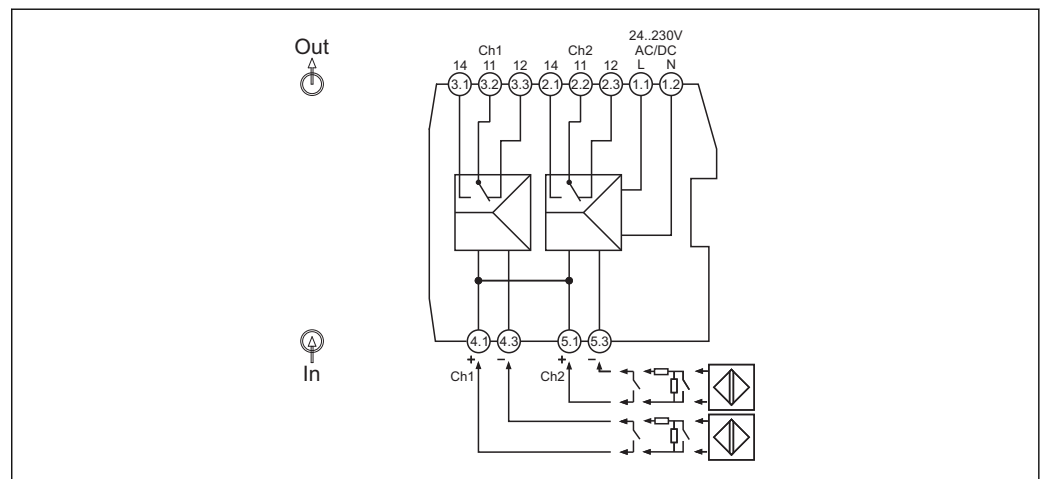 Out
24..230V
Ch1 Ch2 AC/DC
14 11 12 14 11 12 L N
3.1 3.2 3.3 2.1 2.2 2.3 1.1 1.2
4.1 4.3 5.1 5.3
In
+ – + –
Ch1 Ch2